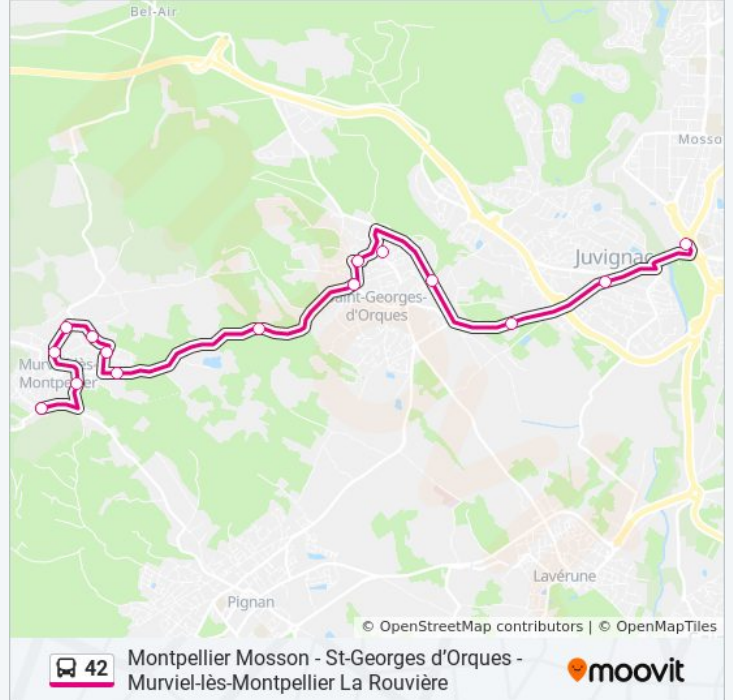 Bel-Air
Mosso
Juvignac
Saint-Georges-
d'Orques
Murviel-lès-
Montpellier
Lavérune
Pignan
© OpenStreetMap contributors | © OpenMapTiles
42
Montpellier Mosson - St-Georges d’Orques -
Murviel-lès-Montpellier La Rouvière
moovit